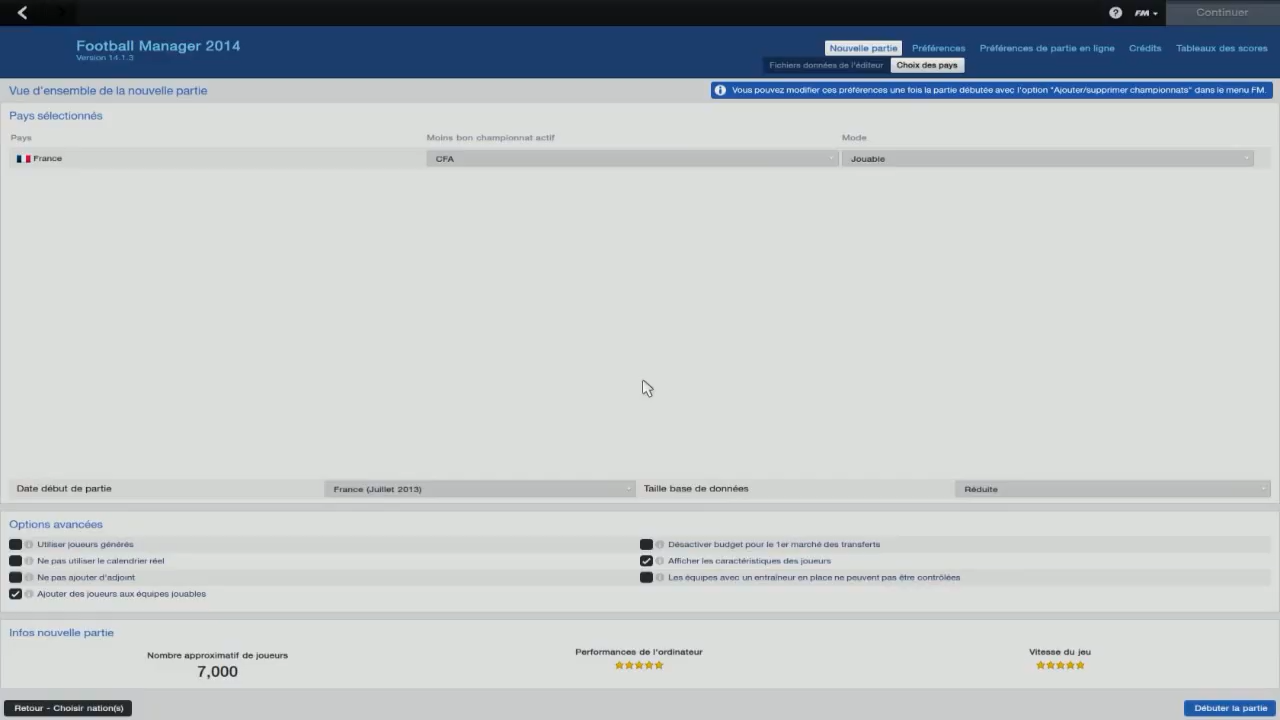 FM
Continuer
Football Manager 2014
Version 14.1.3
Nouvelle partie
Préférences
Préférences de partie en ligne
Crédits
Tableaux des scores
Fichiers données de l'éditeur
Choix des pays
Vue d'ensemble de la nouvelle partie
Vous pouvez modifier ces préférences une fois la partie débutée avec l'option "Ajouter/supprimer championnats" dans le menu FM.
Pays sélectionnés
Pays
Moins bon championnat actif
Mode
France
CFA
Jouable
Date début de partie
France (Juillet 2013)
Taille base de données
Réduite
Options avancées
Utiliser joueurs générés
Désactiver budget pour le 1er marché des transferts
Ne pas utiliser le calendrier réel
Afficher les caractéristiques des joueurs
Ne pas ajouter d'adjoint
Les équipes avec un entraîneur en place ne peuvent pas être contrôlées
Ajouter des joueurs aux équipes jouables
Infos nouvelle partie
Nombre approximatif de joueurs
7,000
Performances de l'ordinateur
Vitesse du jeu
Retour - Choisir nation(s)
Débuter la partie